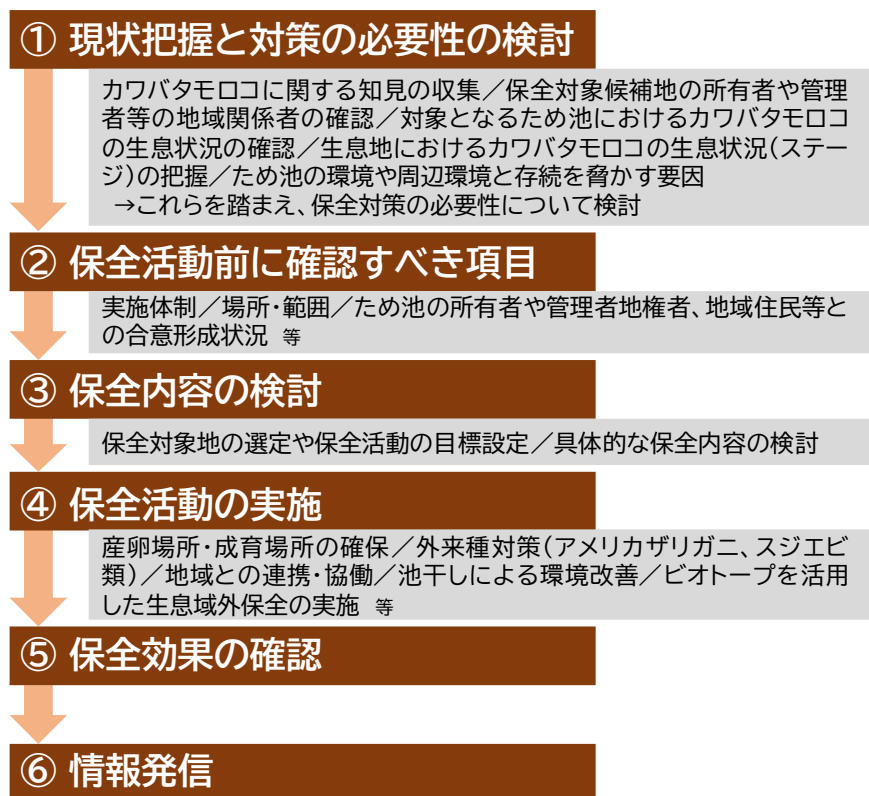 ① 現状把握と対策の必要性の検討
カワバタモロコに関する知見の収集／保全対象候補地の所有者や管理
者等の地域関係者の確認／対象となるため池におけるカワバタモロコ
の生息状況の確認／生息地におけるカワバタモロコの生息状況(ステー
ジ)の把握／ため池の環境や周辺環境と存続を脅かす要因
→これらを踏まえ、保全対策の必要性について検討
② 保全活動前に確認すべき項目
実施体制／場所・範囲／ため池の所有者や管理者地権者、地域住民等と
の合意形成状況 等
③ 保全内容の検討
保全対象地の選定や保全活動の目標設定／具体的な保全内容の検討
④ 保全活動の実施
産卵場所・成育場所の確保／外来種対策(アメリカザリガニ、スジエビ
類)／地域との連携・協働／池干しによる環境改善／ビオトープを活用
した生息域外保全の実施 等
⑤ 保全効果の確認
⑥ 情報発信